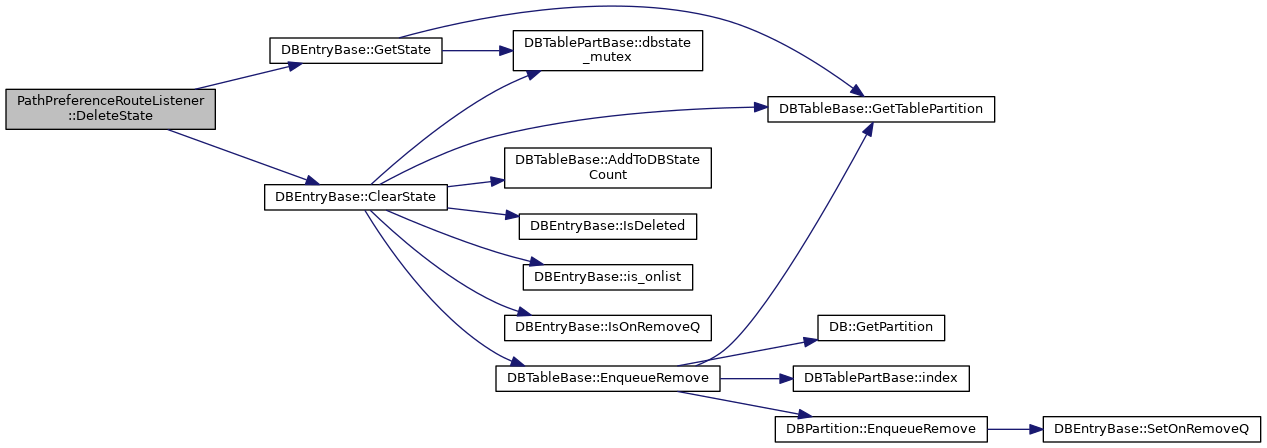 PathPreferenceRouteListener
::DeleteState
DBEntryBase::GetState
DBEntryBase::ClearState
DBTablePartBase::dbstate
_mutex
DBTableBase::AddToDBState
Count
DBEntryBase::IsDeleted
DBEntryBase::is_onlist
DBEntryBase::IsOnRemoveQ
DBTableBase::EnqueueRemove
DBTableBase::GetTablePartition
DB::GetPartition
DBTablePartBase::index
DBPartition::EnqueueRemove
DBEntryBase::SetOnRemoveQ